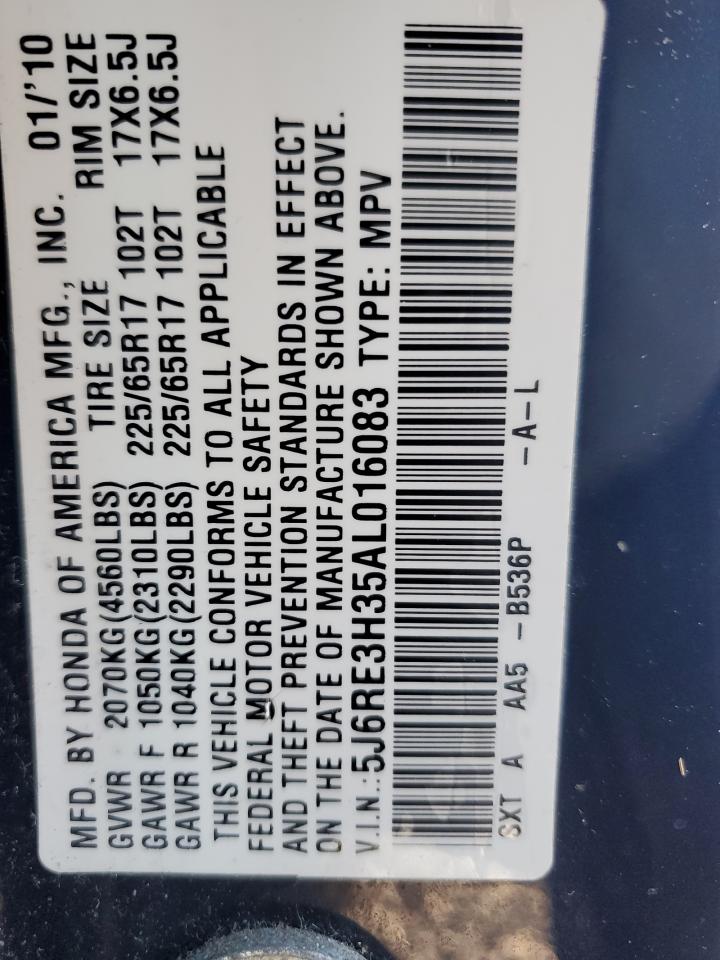 MFD. BY HONDA OF AMERICA MFG., INC. 01/'10
GVWR 2070KG(4560LBS) TIRE SIZE RIM SIZE
GAWR F 1050KG(2310LBS) 225/65R17 102T 17X6.5J
GAWR R 1040KG(2290LBS) 225/65R17 102T 17X6.5J
THIS VEHICLE CONFORMS TO ALL APPLICABLE
FEDERAL MOTOR VEHICLE SAFETY
AND THEFT PREVENTION STANDARDS IN EFFECT
ON THE DATE OF MANUFACTURE SHOWN ABOVE.
V.I.N.:5J6RE3H35AL016083 TYPE: MPV
SXT A AA5 -B536P -A-L